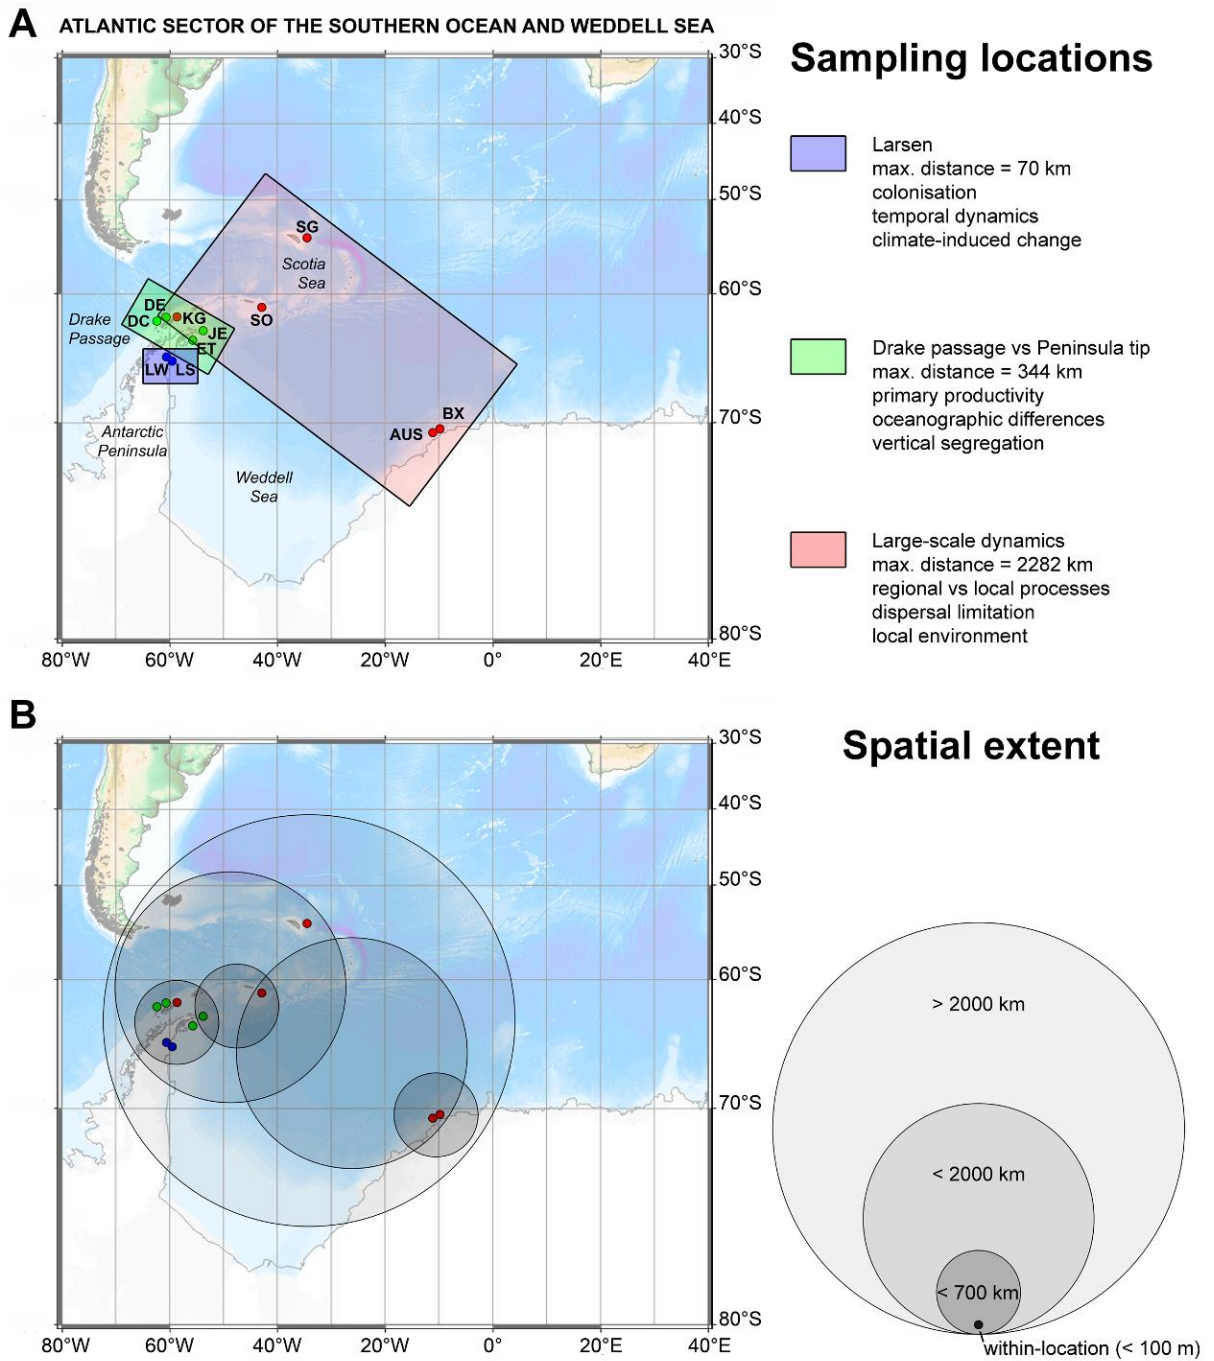 A
ATLANTIC SECTOR OF THE SOUTHERN OCEAN AND WEDDELL SEA
30°S
40°S
50°S
60°S
70°S
80°S
SG
Scotia
Sea
SO
DE
DC
KG
JE
ET
Drake
Passage
LW
LS
BX
AUS
Antarctic
Peninsula
Weddell
Sea
80°W
60°W
40°W
20°W
0°
20°E
40°E
Sampling locations
Larsen
max. distance = 70 km
colonisation
temporal dynamics
climate-induced change
Drake passage vs Peninsula tip
max. distance = 344 km
primary productivity
oceanographic differences
vertical segregation
Large-scale dynamics
max. distance = 2282 km
regional vs local processes
dispersal limitation
local environment
B
30°S
40°S
50°S
60°S
70°S
80°S
80°W
60°W
40°W
20°W
0°
20°E
40°E
Spatial extent
> 2000 km
< 2000 km
< 700 km
within-location (< 100 m)